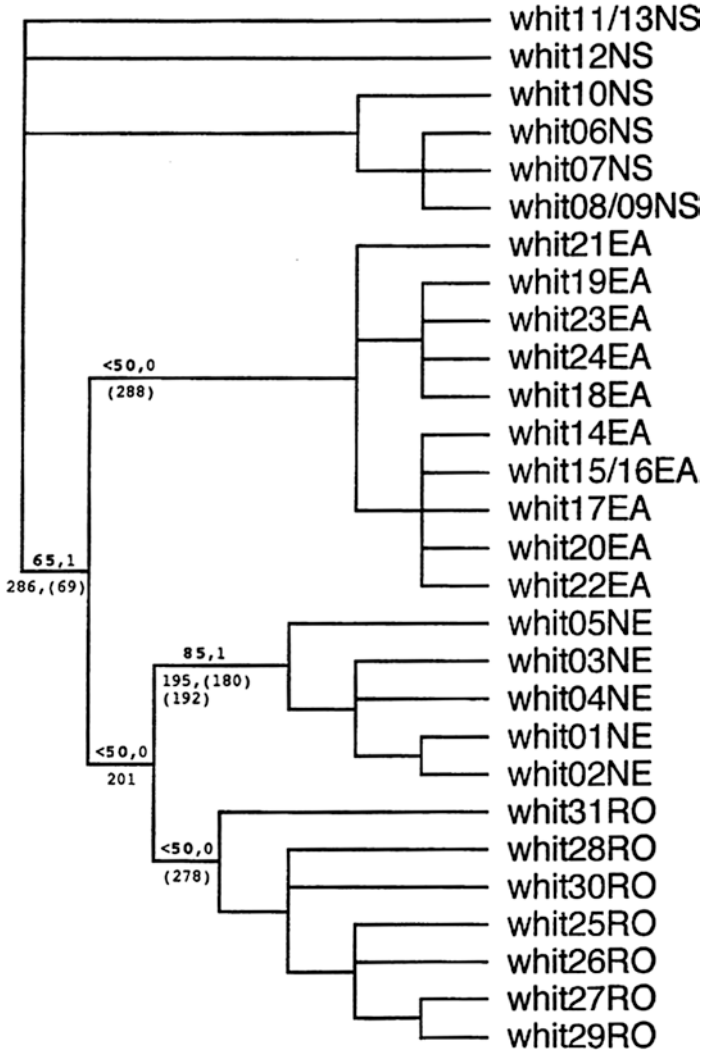 whit11/13NS
whit12NS
whit10NS
whit06NS
whit07NS
whit08/09NS
whit21EA
whit19EA
whit23EA
whit24EA
<50,0
(288)
whit18EA
whit14EA
whit15/16EA
whit17EA
whit20EA
65,1
286,(69)
whit22EA
whit05NE
85,1
195,(180)
(192)
whit03NE
whit04NE
whit01NE
<50,0
201
whit02NE
whit31RO
<50,0
(278)
whit28RO
whit30RO
whit25RO
whit26RO
whit27RO
whit29RO